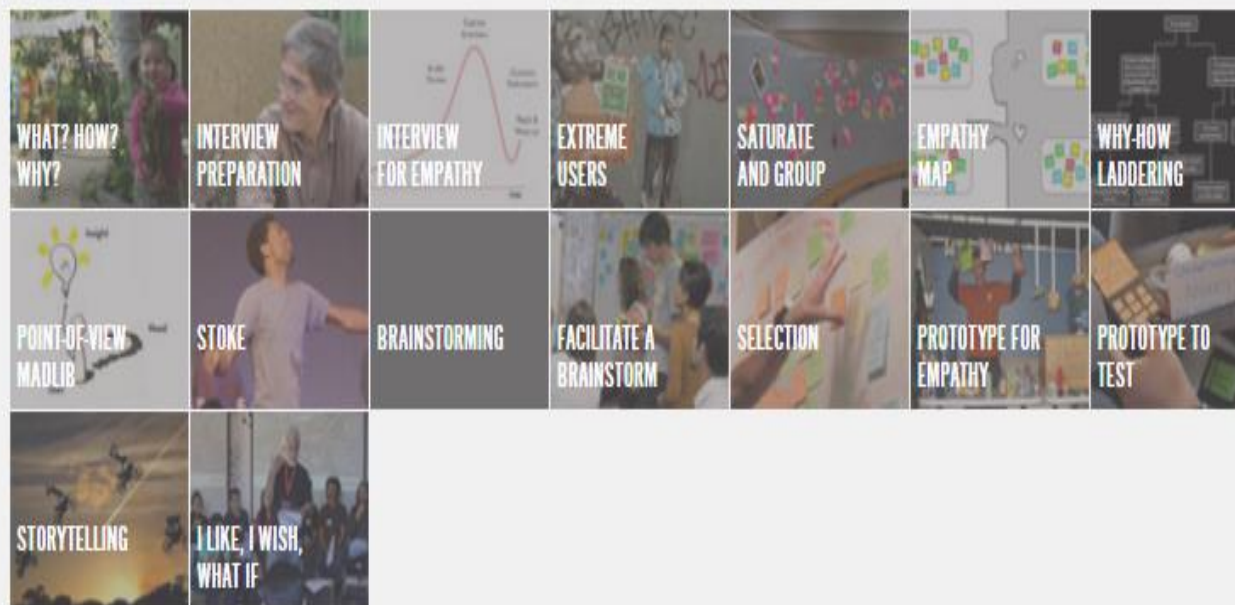 WHAT? HOW?
WHY?
INTERVIEW
PREPARATION
INTERVIEW
FOR EMPATHY
EXTREME
USERS
SATURATE
AND GROUP
EMPATHY
MAP
WHY-HOW
LADDERING
POINT-OF-VIEW
MADLIB
Insight
Need
STOKE
BRAINSTORMING
FACILITATE A
BRAINSTORM
SELECTION
PROTOTYPE FOR
EMPATHY
PROTOTYPE TO
TEST
STORYTELLING
I LIKE, I WISH,
WHAT IF